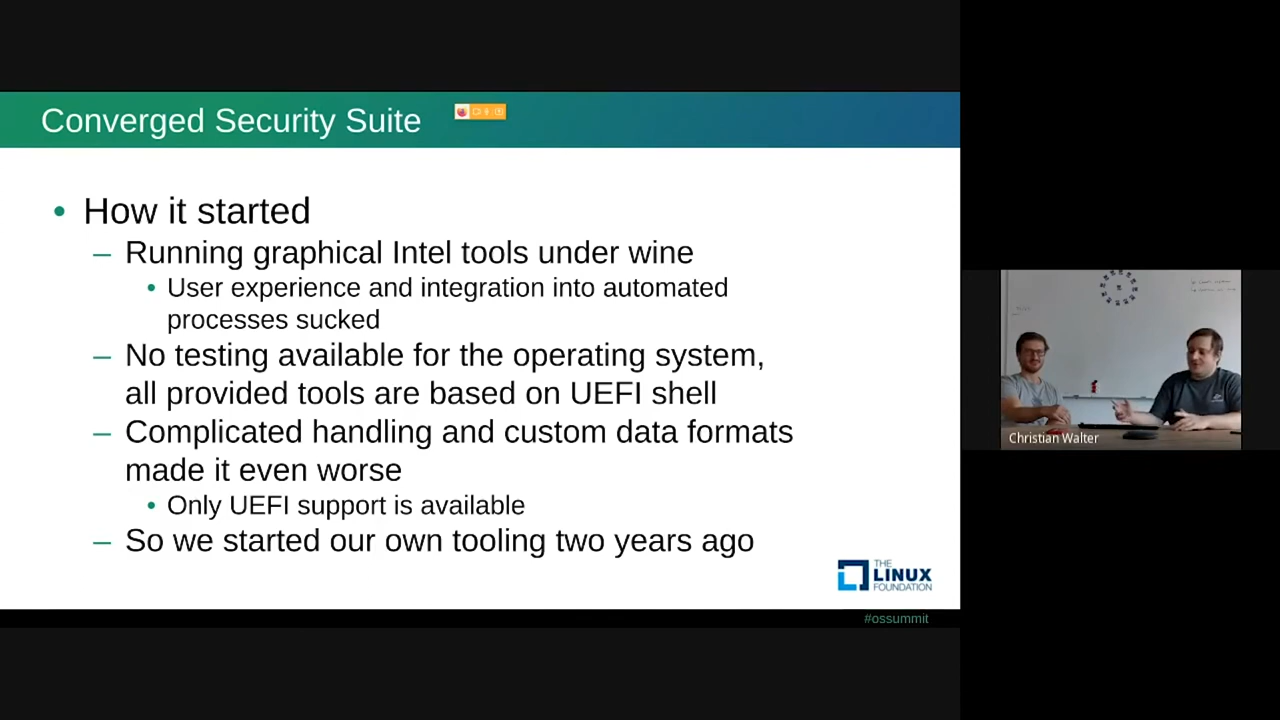 Converged Security Suite
• How it started
– Running graphical Intel tools under wine
• User experience and integration into automated
processes sucked
– No testing available for the operating system,
all provided tools are based on UEFI shell
– Complicated handling and custom data formats
made it even worse
• Only UEFI support is available
– So we started our own tooling two years ago
THE
LINUX
FOUNDATION
#ossummit
Christian Walter